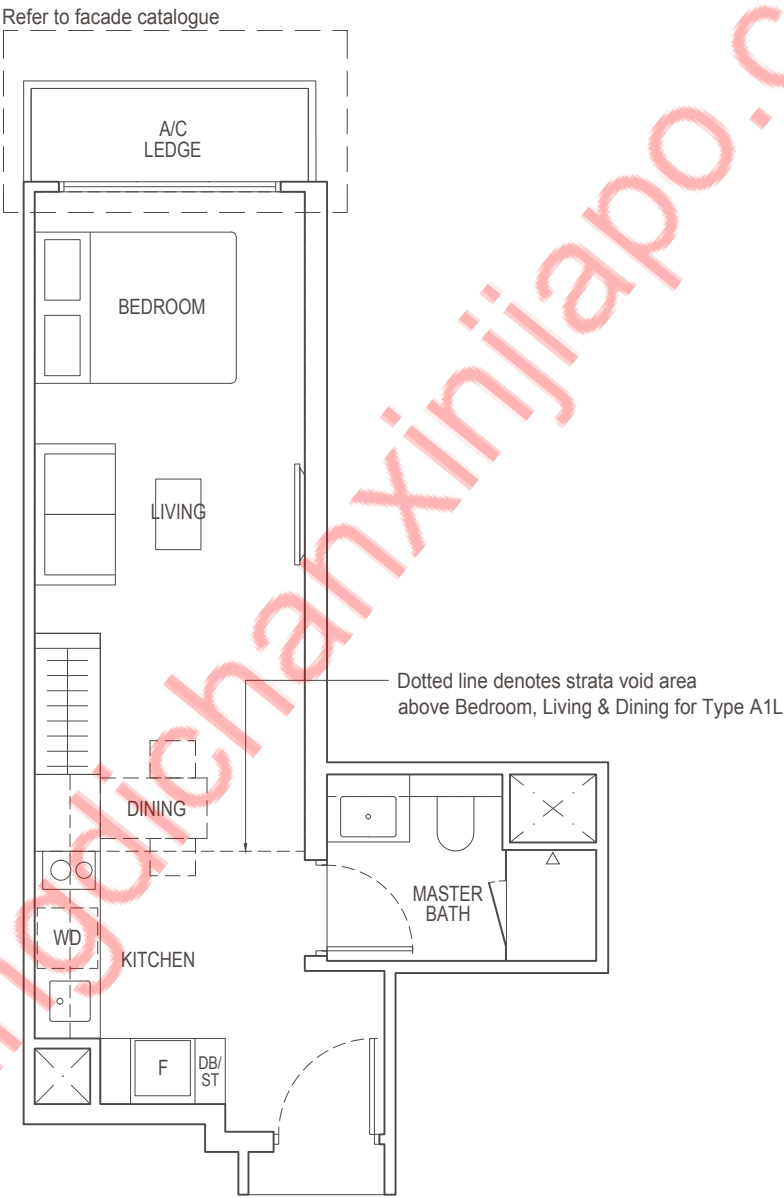 Refer to facade catalogue
A/C
LEDGE
BEDROOM
LIVING
Dotted line denotes strata void area
above Bedroom, Living & Dining for Type A1L
DINING
MASTER
BATH
WD
KITCHEN
F
DB/
ST
ngdichanxinjiapo.c